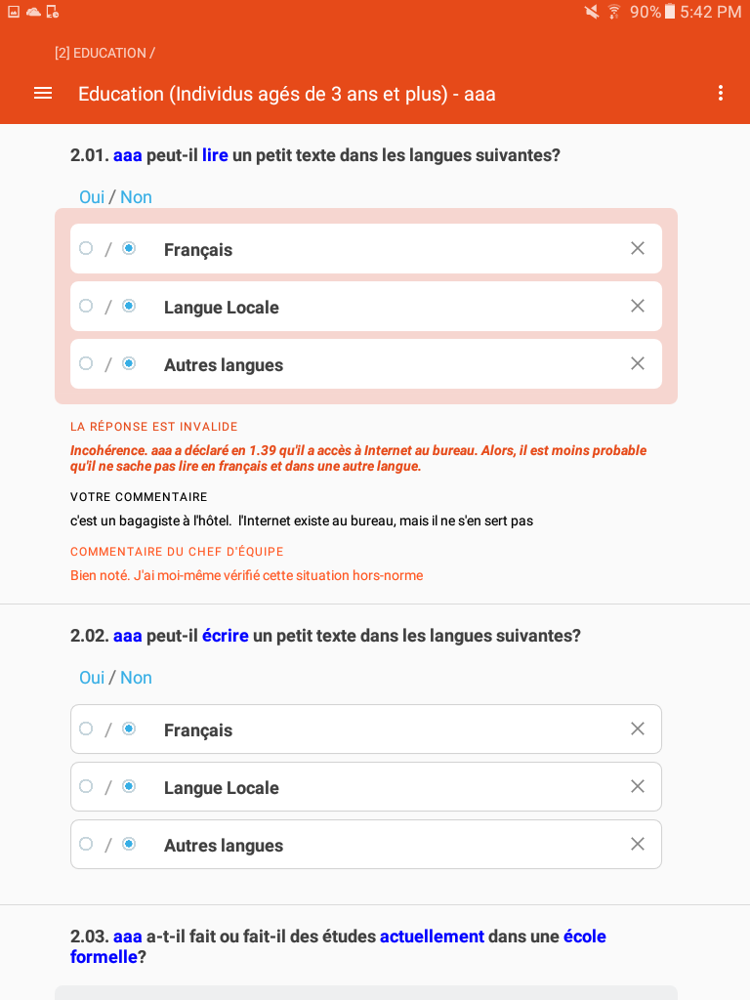 90% 5:42 PM
[2] EDUCATION /
Education (Individus agés de 3 ans et plus) - aaa
2.01. aaa peut-il lire un petit texte dans les langues suivantes?
Oui / Non
/ Français
/ Langue Locale
/ Autres langues
LA RÉPONSE EST INVALIDE
Incohérence. aaa a déclaré en 1.39 qu'il a accès à Internet au bureau. Alors, il est moins probable
qu'il ne sache pas lire en français et dans une autre langue.
VOTRE COMMENTAIRE
c'est un bagagiste à l'hôtel.  l'Internet existe au bureau, mais il ne s'en sert pas
COMMENTAIRE DU CHEF D'ÉQUIPE
Bien noté. J'ai moi-même vérifié cette situation hors-norme
2.02. aaa peut-il écrire un petit texte dans les langues suivantes?
Oui / Non
/ Français
/ Langue Locale
/ Autres langues
2.03. aaa a-t-il fait ou fait-il des études actuellement dans une école
formelle?